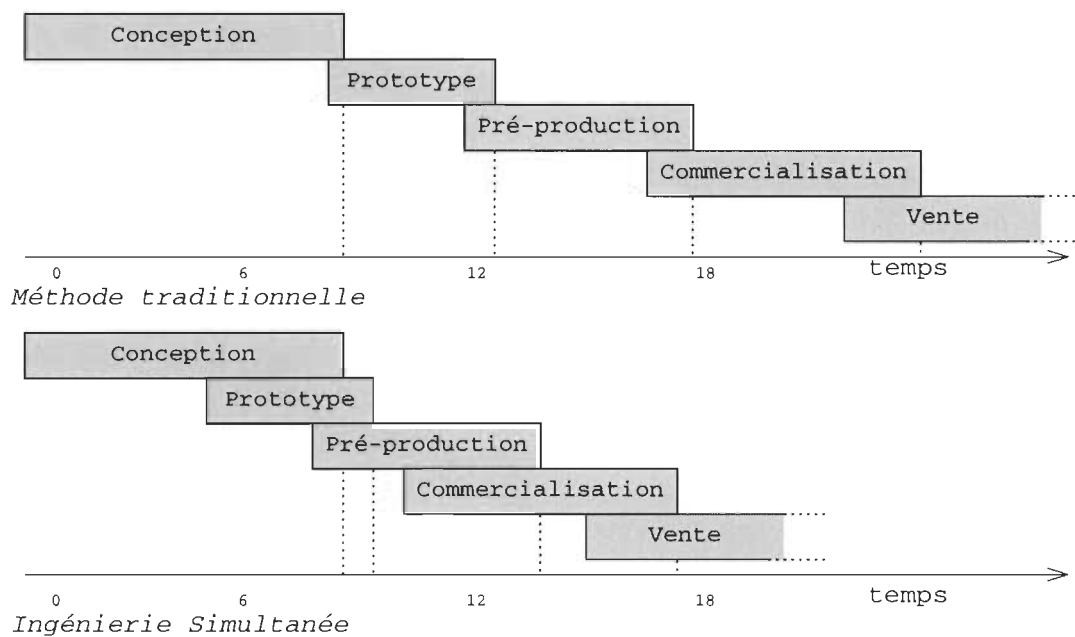 Conception
Prototype
Pré-production
Commercialisation
Vente
0 6 12 18 temps
Méthode traditionnelle
Conception
Prototype
Pré-production
Commercialisation
Vente
0 6 12 18 temps
Ingénierie Simultanée